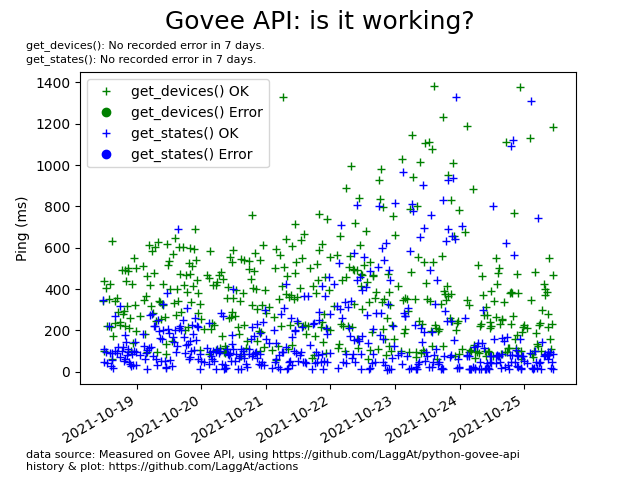 Govee API: is it working?
get_devices(): No recorded error in 7 days.
get_states(): No recorded error in 7 days.
get_devices() OK
get_devices() Error
get_states() OK
get_states() Error
Ping (ms)
1400
1200
1000
800
600
400
200
0
2021-10-19
2021-10-20
2021-10-21
2021-10-22
2021-10-23
2021-10-24
2021-10-25
data source: Measured on Govee API, using https://github.com/LaggAt/python-govee-api
history & plot: https://github.com/LaggAt/actions